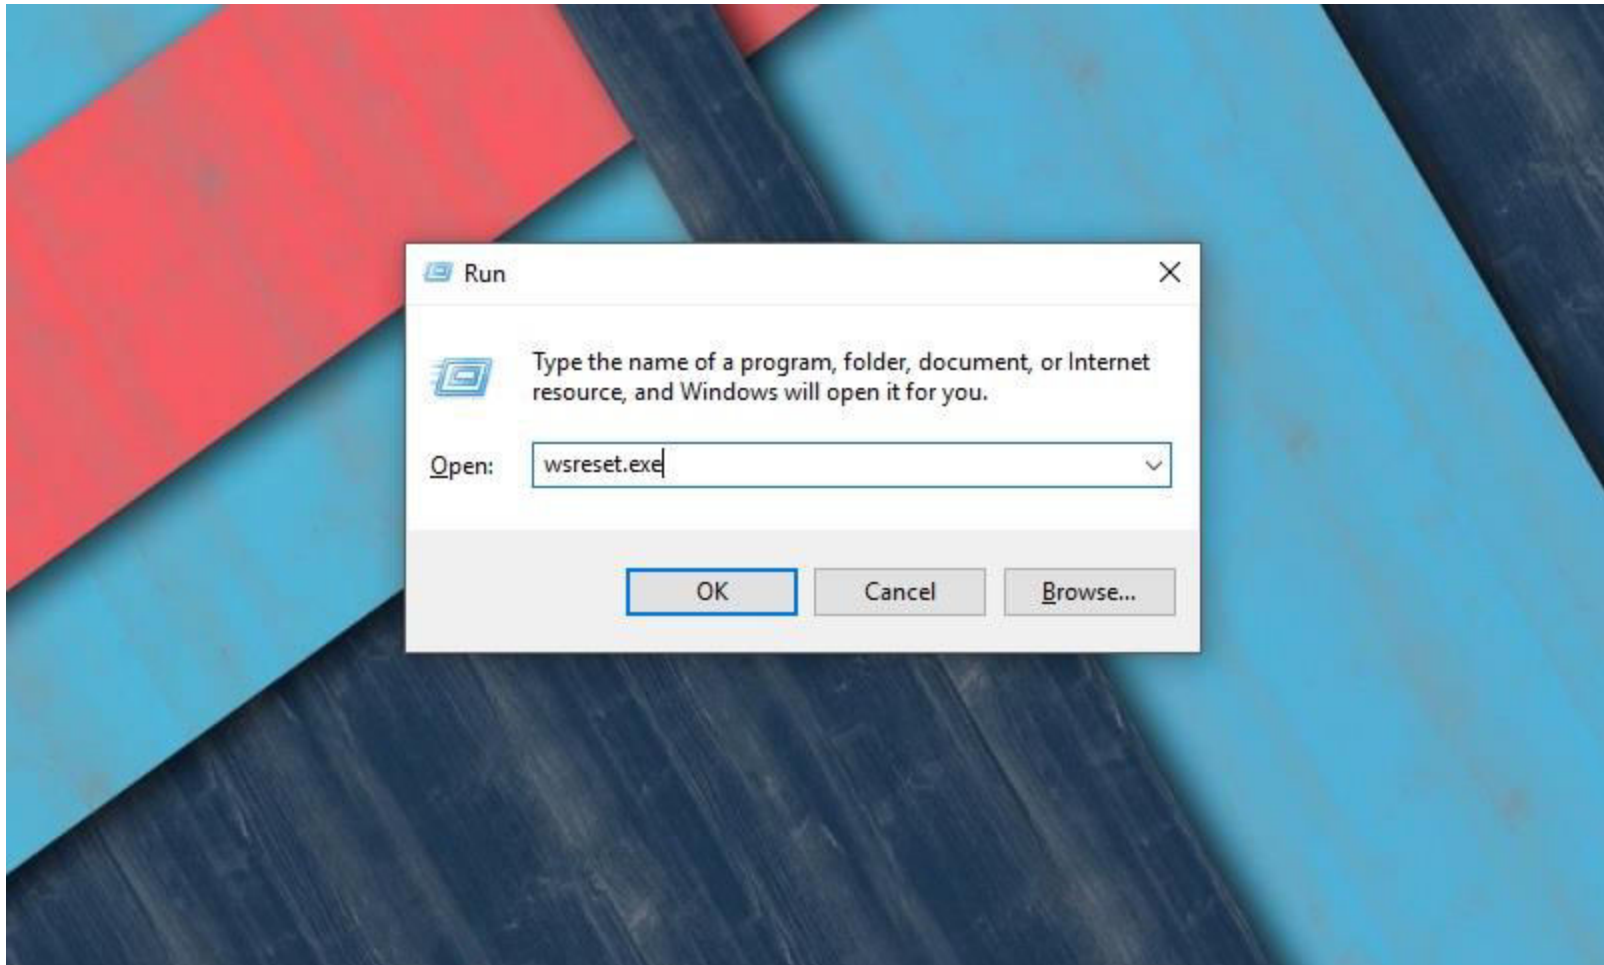 Run
Type the name of a program, folder, document, or Internet
resource, and Windows will open it for you.
Open: wsreset.exe
OK Cancel Browse...